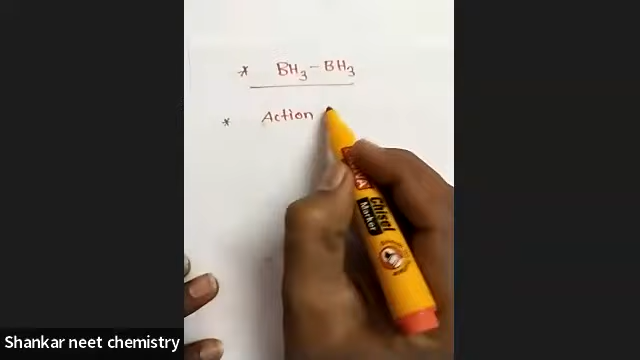 * BH3-BH3
* Action
Chisel
Marker
Shankar neet chemistry